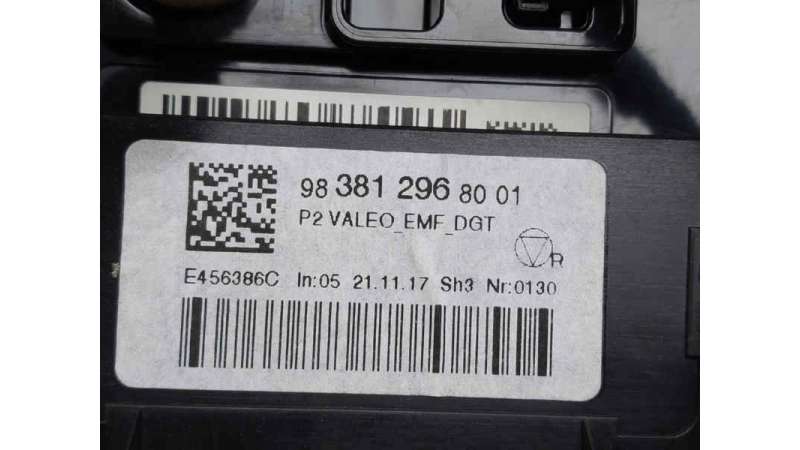 98 381 296 80 01
P2 VALEO_EMF_DGT
R
E456386C In:05 21.11.17 Sh3 Nr:0130